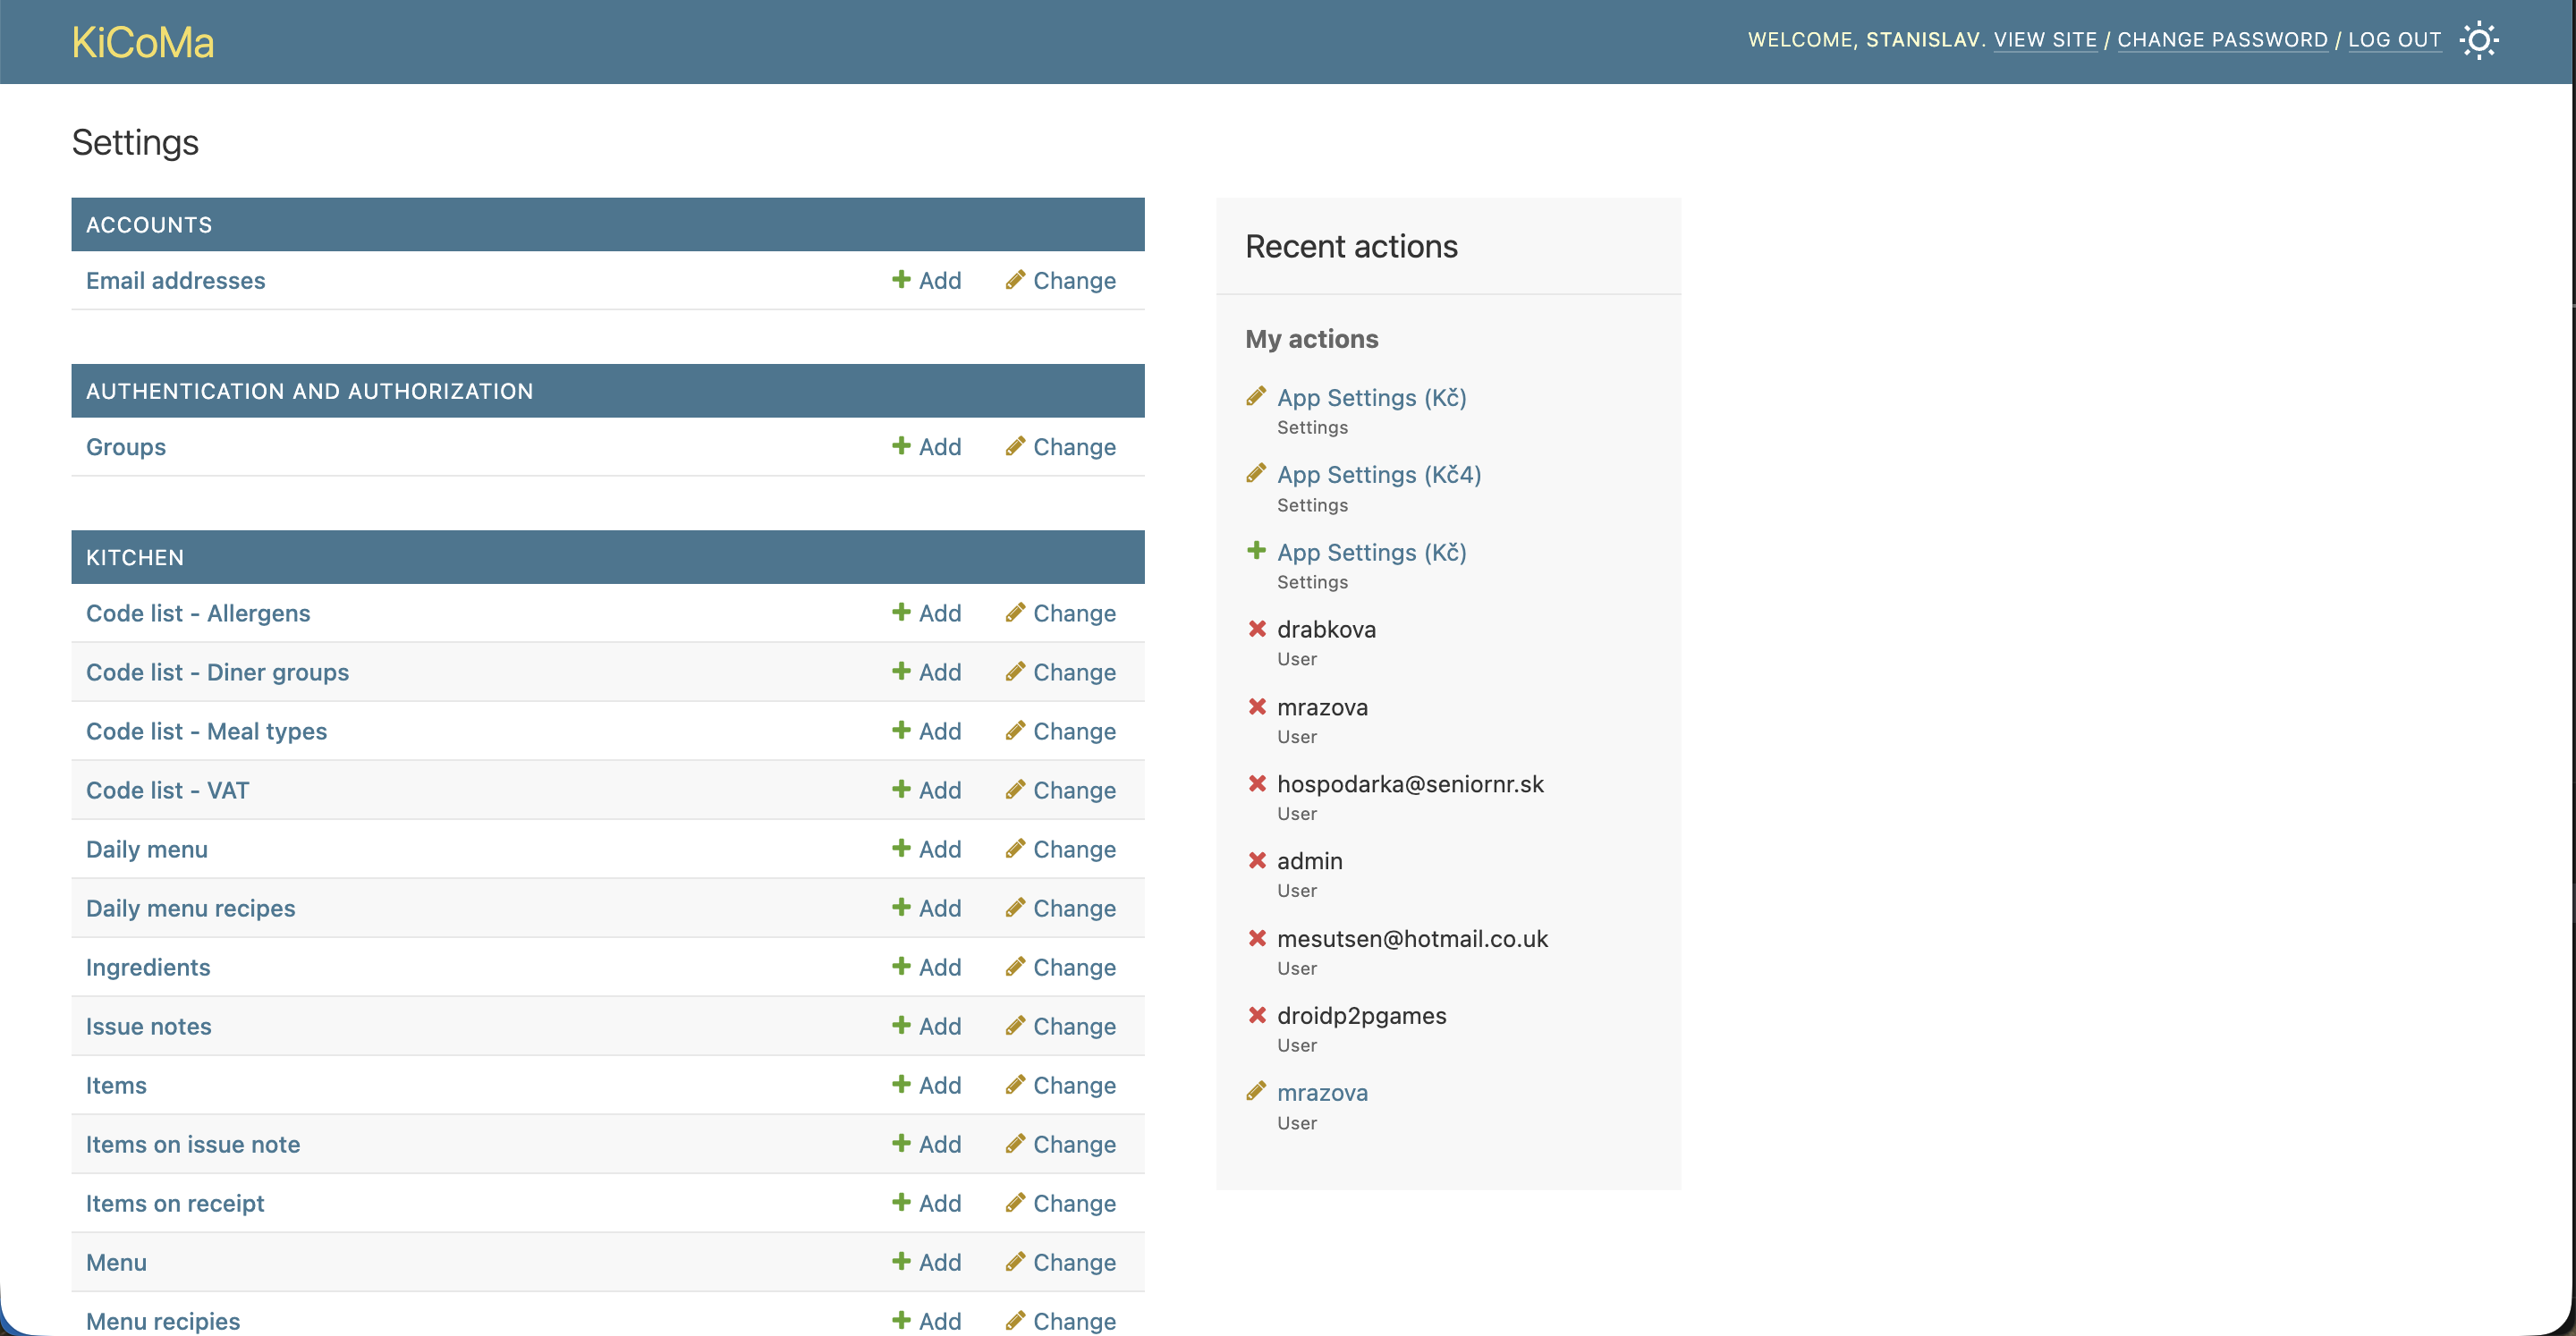 KiCoMa
WELCOME, STANISLAV. VIEW SITE / CHANGE PASSWORD / LOG OUT
Settings
ACCOUNTS
Email addresses Add Change
AUTHENTICATION AND AUTHORIZATION
Groups Add Change
KITCHEN
Code list - Allergens Add Change
Code list - Diner groups Add Change
Code list - Meal types Add Change
Code list - VAT Add Change
Daily menu Add Change
Daily menu recipes Add Change
Ingredients Add Change
Issue notes Add Change
Items Add Change
Items on issue note Add Change
Items on receipt Add Change
Menu Add Change
Menu recipies Add Change
Recent actions
My actions
App Settings (Kč)
Settings
App Settings (Kč4)
Settings
App Settings (Kč)
Settings
drabkova
User
mrazova
User
hospodarka@seniornr.sk
User
admin
User
mesutsen@hotmail.co.uk
User
droidp2pgames
User
mrazova
User